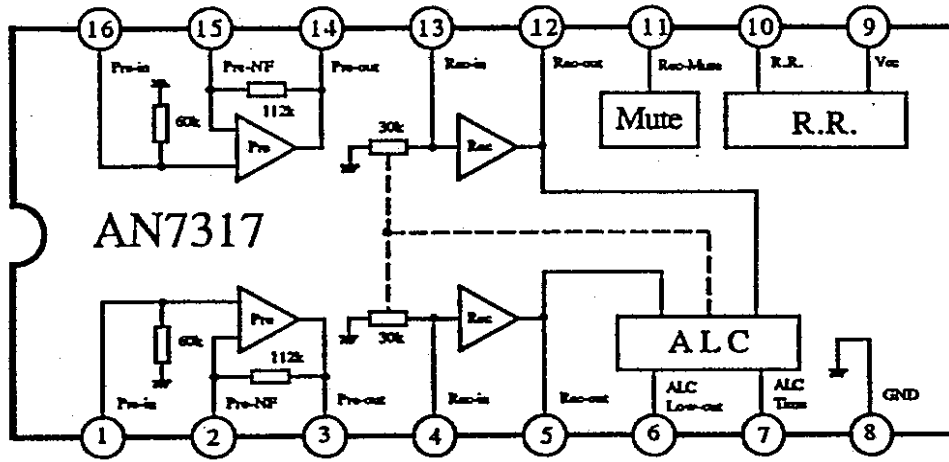 16 15 14 13 12 11 10 9
Pre-in Pre-NF Pre-out Rec-in Rec-out Rec-Mute R.R. Vcc
112k
60k
Pre
30k
Rec
Mute
R.R.
AN7317
Pre
60k
112k
30k
Rec
ALC
Pre-in Pre-NF Pre-out Rec-in Rec-out
ALC
Low-cut
ALC
GND
1 2 3 4 5 6 7 8